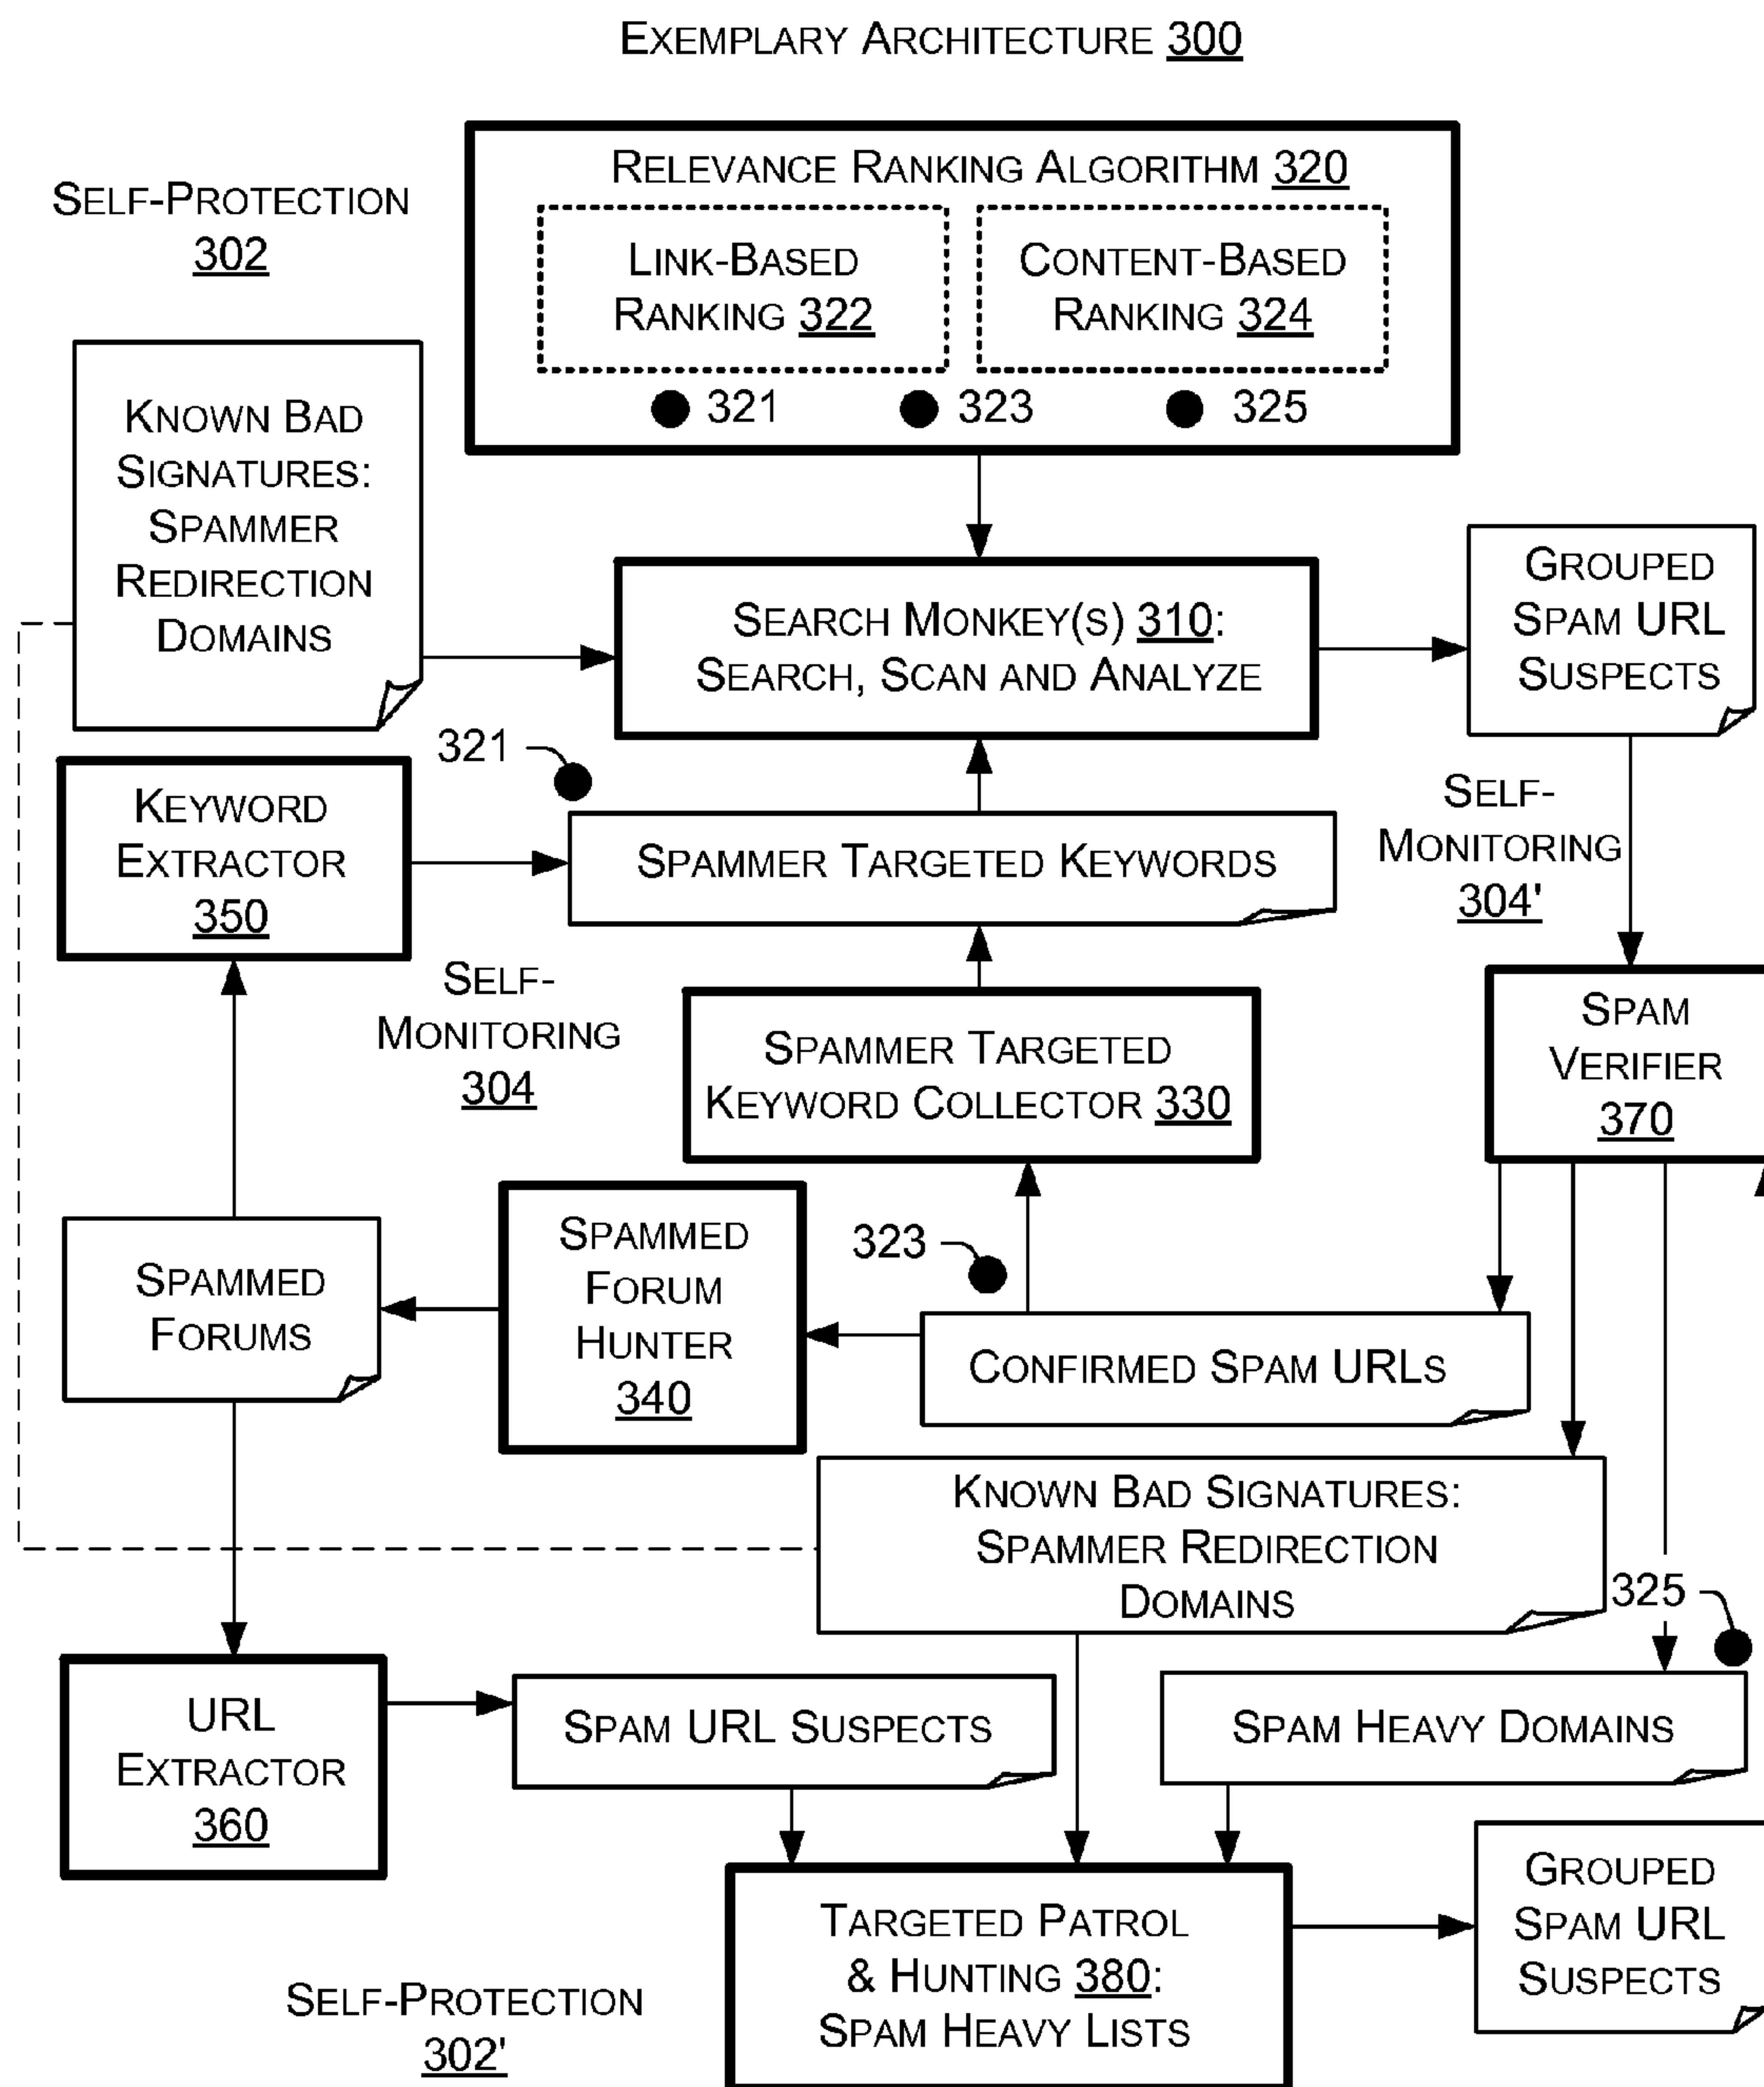 EXEMPLARY ARCHITECTURE 300
SELF-PROTECTION
302
RELEVANCE RANKING ALGORITHM 320
LINK-BASED
RANKING 322
CONTENT-BASED
RANKING 324
321
323
325
KNOWN BAD
SIGNATURES:
SPAMMER
REDIRECTION
DOMAINS
SEARCH MONKEY(S) 310:
SEARCH, SCAN AND ANALYZE
GROUPED
SPAM URL
SUSPECTS
321
KEYWORD
EXTRACTOR
350
SPAMMER TARGETED KEYWORDS
SELF-
MONITORING
304'
SELF-
MONITORING
304
SPAMMER TARGETED
KEYWORD COLLECTOR 330
SPAM
VERIFIER
370
SPAMMED
FORUMS
SPAMMED
FORUM
HUNTER
340
323
CONFIRMED SPAM URLS
KNOWN BAD SIGNATURES:
SPAMMER REDIRECTION
DOMAINS
325
URL
EXTRACTOR
360
SPAM URL SUSPECTS
SPAM HEAVY DOMAINS
TARGETED PATROL
& HUNTING 380:
SPAM HEAVY LISTS
GROUPED
SPAM URL
SUSPECTS
SELF-PROTECTION
302'